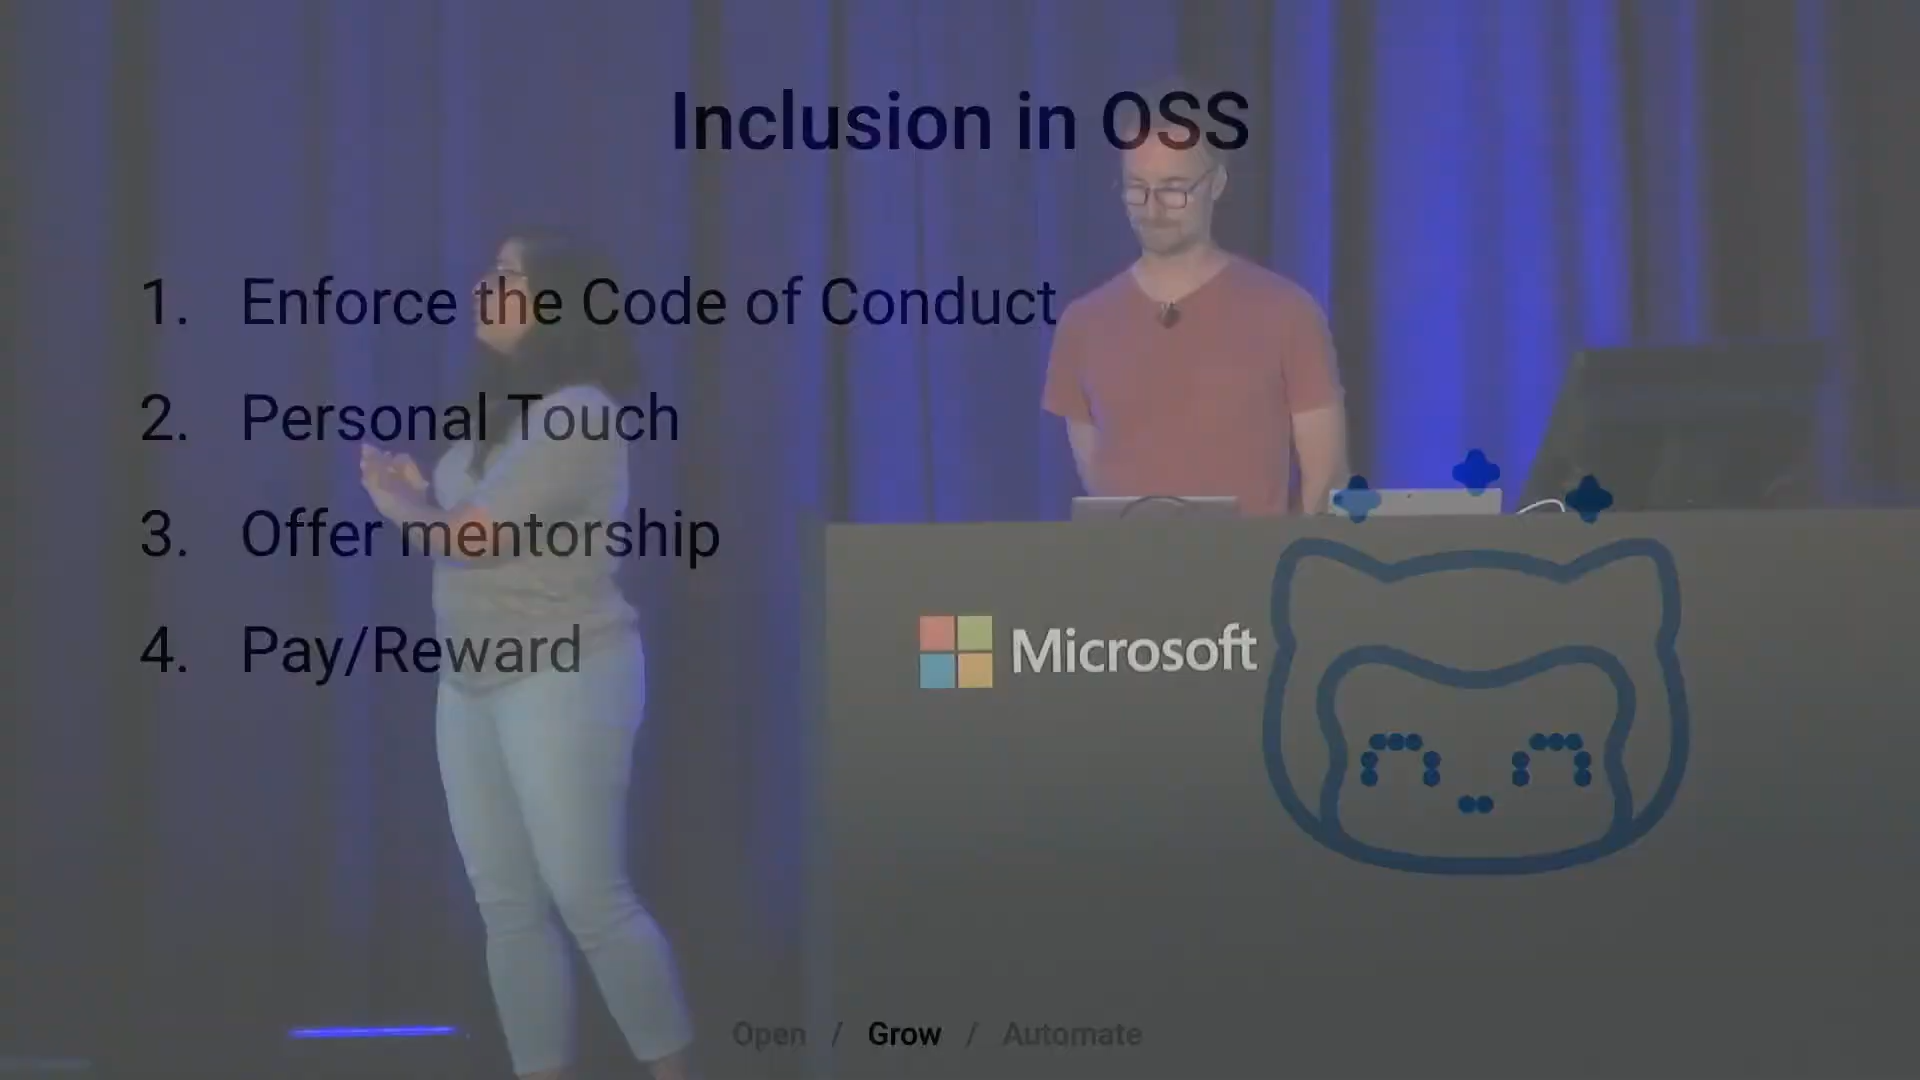 Inclusion in OSS
1. Enforce the Code of Conduct
2. Personal Touch
3. Offer mentorship
4. Pay/Reward
Microsoft
Open / Grow / Automate